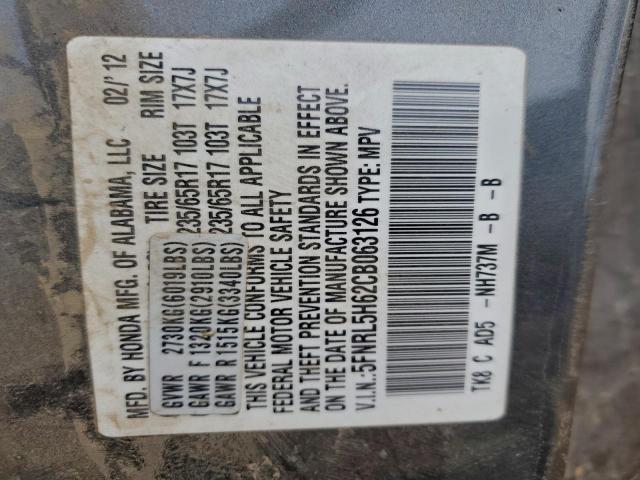 MFD. BY HONDA MFG. OF ALABAMA, LLC 02/'12
TIRE SIZE RIM SIZE
GVWR 2730KG(6019LBS)
GAWR F 1320KG(2910LBS) 235/65R17 103T 17X7J
GAWR R 1515KG(3340LBS) 235/65R17 103T 17X7J
THIS VEHICLE CONFORMS TO ALL APPLICABLE
FEDERAL MOTOR VEHICLE SAFETY
AND THEFT PREVENTION STANDARDS IN EFFECT
ON THE DATE OF MANUFACTURE SHOWN ABOVE.
V.I.N.:5FNRL5H62CB063126 TYPE: MPV
TK8 C AD5 -NH737M -B -B